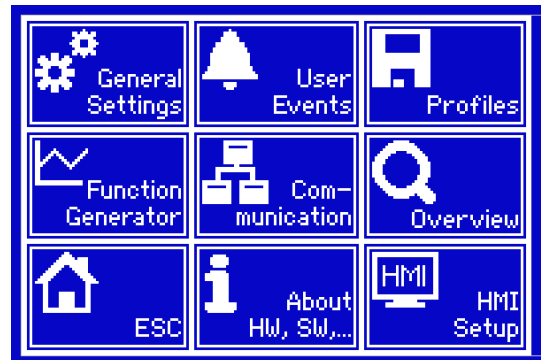 General
Settings
User
Events
Profiles
Function
Generator
Com-
munication
Overview
ESC
i
About
HW, SW,...
HMI
HMI
Setup